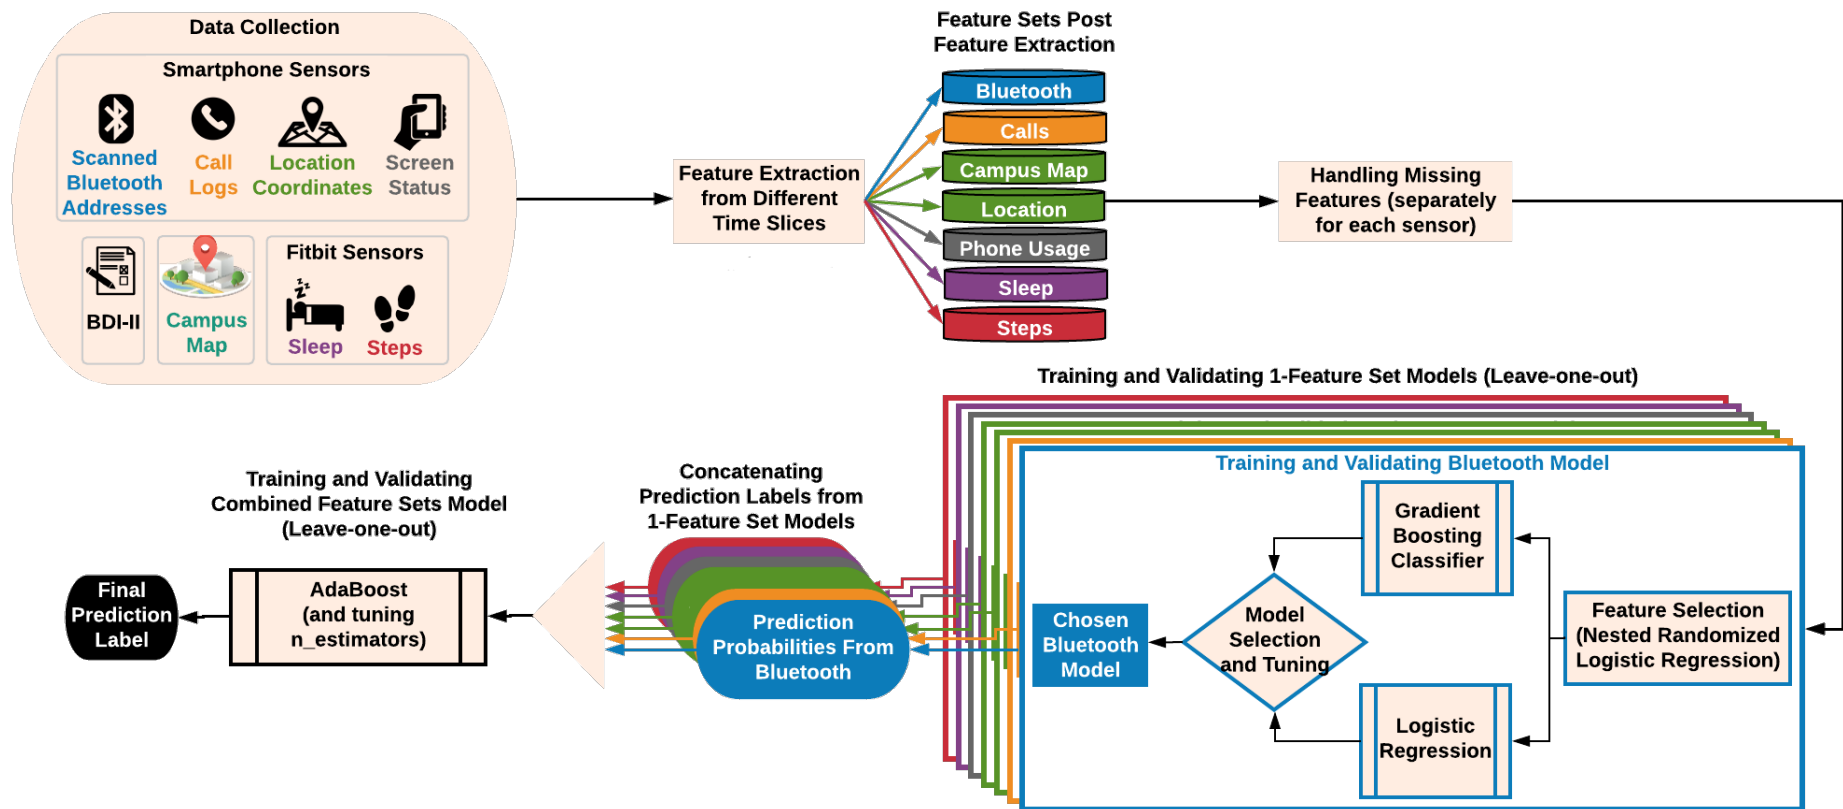 Data Collection
Smartphone Sensors
Scanned
Bluetooth
Addresses
Call
Logs
Location
Coordinates
Screen
Status
BDI-II
Campus
Map
Fitbit Sensors
Sleep
Steps
Feature Extraction
from Different
Time Slices
Feature Sets Post
Feature Extraction
Bluetooth
Calls
Campus Map
Location
Phone Usage
Sleep
Steps
Handling Missing
Features (separately
for each sensor)
Training and Validating 1-Feature Set Models (Leave-one-out)
Training and Validating Bluetooth Model
Feature Selection
(Nested Randomized
Logistic Regression)
Gradient
Boosting
Classifier
Logistic
Regression
Model
Selection
and Tuning
Chosen
Bluetooth
Model
Concatenating
Prediction Labels from
1-Feature Set Models
Prediction
Probabilities From
Bluetooth
Training and Validating
Combined Feature Sets Model
(Leave-one-out)
AdaBoost
(and tuning
n_estimators)
Final
Prediction
Label